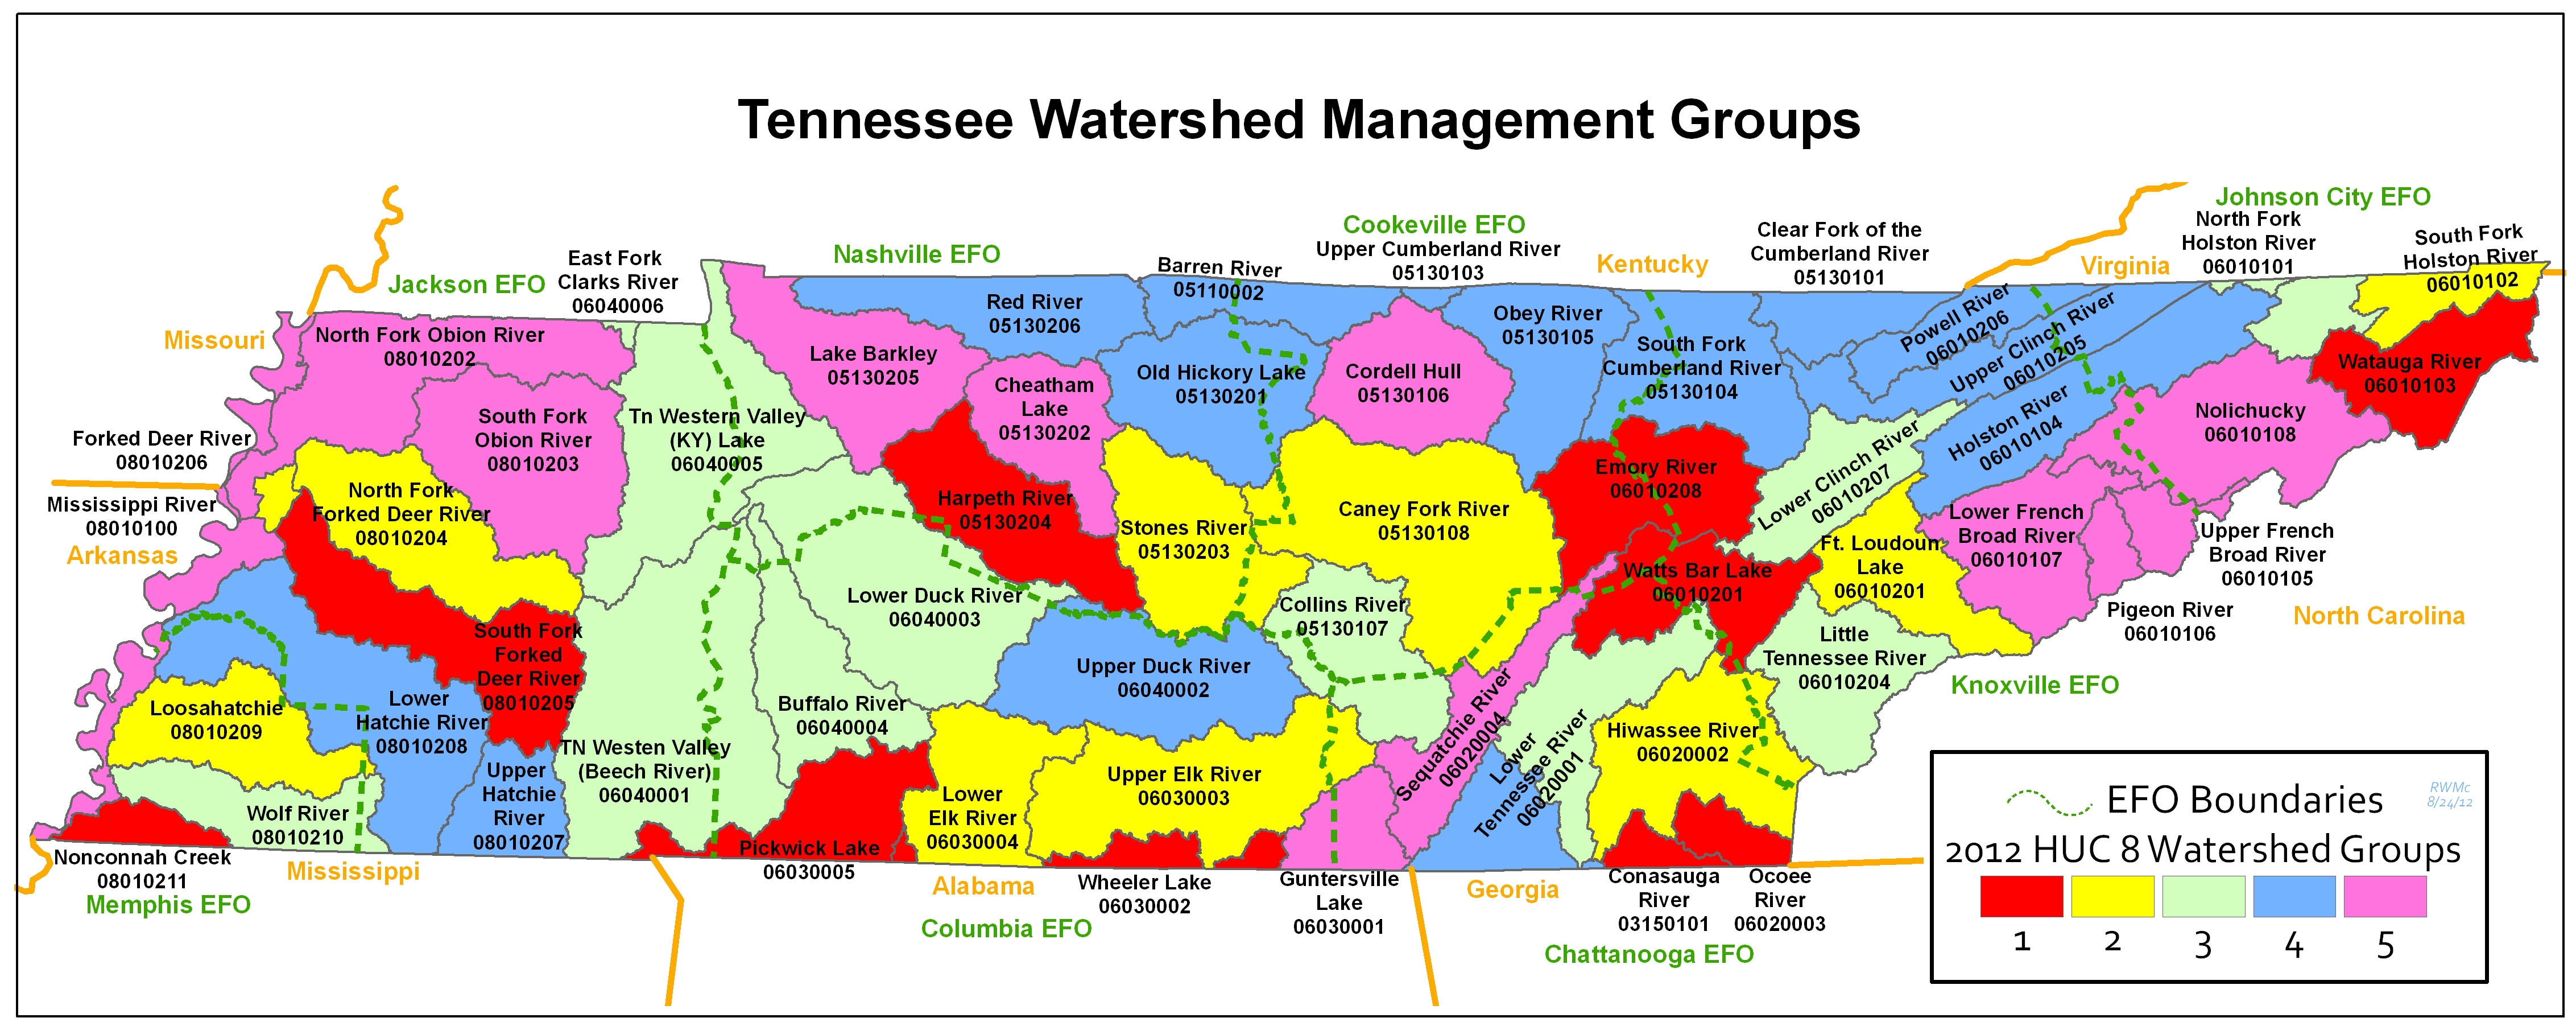 Tennessee Watershed Management Groups
Johnson City EFO
Cookeville EFO
Nashville EFO
Jackson EFO
East Fork
Clarks River
06040006
Barren River
05110002
Upper Cumberland River
05130103
Kentucky
Clear Fork of the
Cumberland River
05130101
Virginia
North Fork
Holston River
06010101
South Fork
Holston River
06010102
Missouri
North Fork Obion River
08010202
Red River
05130206
Obey River
05130105
Powell River
06010206
Upper Clinch River
06010205
Lake Barkley
05130205
Cheatham
Lake
05130202
Old Hickory Lake
05130201
Cordell Hull
05130106
South Fork
Cumberland River
05130104
Watauga River
06010103
Forked Deer River
08010206
South Fork
Obion River
08010203
Tn Western Valley
(KY) Lake
06040005
Holston River
06010104
Nolichucky
06010108
Mississippi River
08010100
Arkansas
North Fork
Forked Deer River
08010204
Harpeth River
05130204
Stones River
05130203
Caney Fork River
05130108
Emory River
06010208
Lower Clinch River
06010207
Lower French
Broad River
06010107
Upper French
Broad River
06010105
Ft. Loudoun
Lake
06010201
Watts Bar Lake
06010201
Lower Duck River
06040003
Collins River
05130107
Pigeon River
06010106
North Carolina
South Fork
Forked
Deer River
08010205
Upper Duck River
06040002
Little
Tennessee River
06010204
Knoxville EFO
Loosahatchie
08010209
Lower
Hatchie River
08010208
Buffalo River
06040004
Sequatchie River
06020004
Hiwassee River
06020002
TN Westen Valley
(Beech River)
06040001
Upper
Hatchie
River
08010207
Upper Elk River
06030003
Lower
Elk River
06030004
Lower
Tennessee River
06020001
Wolf River
08010210
Pickwick Lake
06030005
Nonconnah Creek
08010211
Memphis EFO
Mississippi
Alabama
Wheeler Lake
06030002
Guntersville
Lake
06030001
Georgia
Conasauga
River
03150101
Ocoee
River
06020003
Columbia EFO
Chattanooga EFO
EFO Boundaries
RWMc
8/24/12
2012 HUC 8 Watershed Groups
1 2 3 4 5